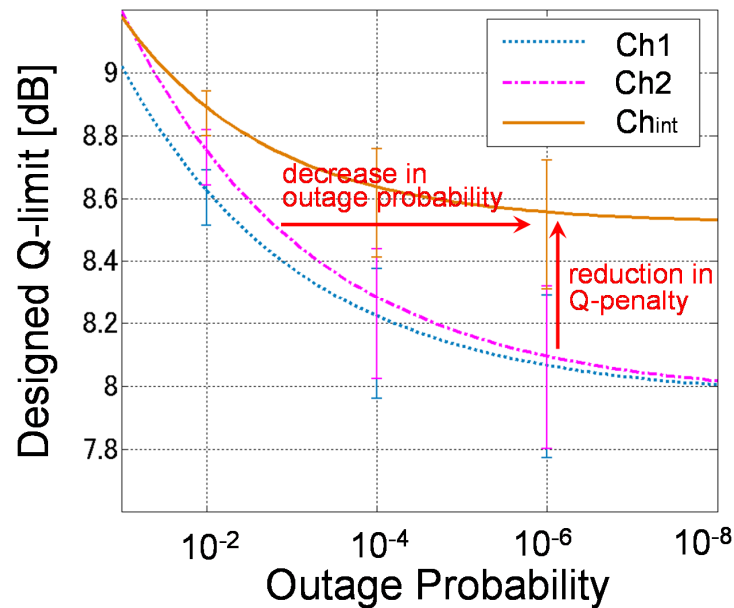 Ch1
Ch2
Chint
Designed Q-limit [dB]
9
8.8
8.6
8.4
8.2
8
7.8
decrease in
outage probability
reduction in
Q-penalty
10-2
10-4
10-6
10-8
Outage Probability